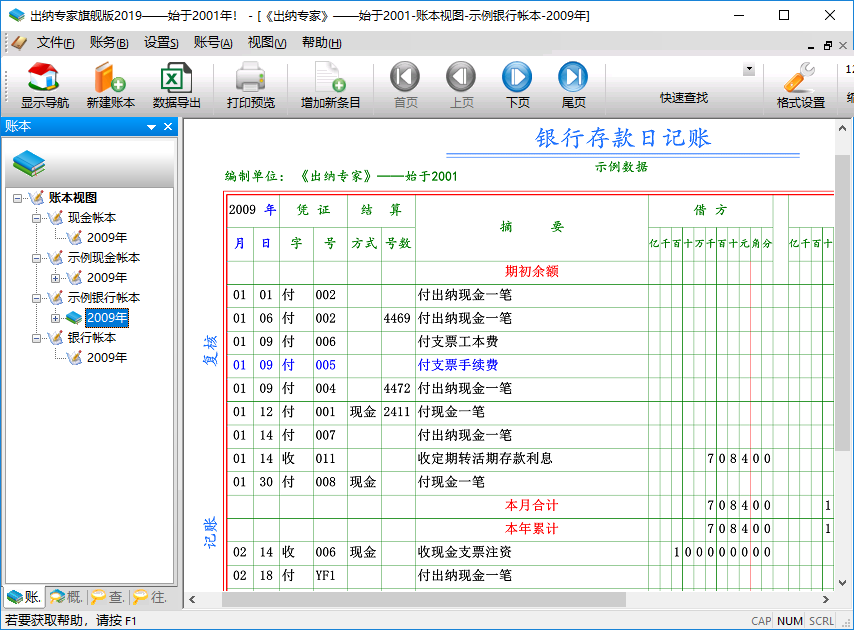 出纳专家旗舰版2019——始于2001年! - [《出纳专家》——始于2001-账本视图-示例银行帐本-2009年]
文件(F) 账务(B) 设置(S) 账号(A) 视图(V) 帮助(H)
显示导航 新建账本 数据导出 打印预览 增加新条目 首页 上页 下页 尾页 快速查找 格式设置
账本
账本视图
现金帐本
2009年
示例现金帐本
2009年
示例银行帐本
2009年
银行帐本
2009年
账. 概. 查. 往.
银行存款日记账
编制单位: 《出纳专家》——始于2001 示例数据
2009 年 凭 证 结 算 摘 要 借 方
月 日 字 号 方式 号数 亿千百十万千百十元角分 亿千百十
期初余额
01 01 付 002 付出纳现金一笔
01 06 付 002 4469 付出纳现金一笔
01 09 付 006 付支票工本费
01 09 付 005 付支票手续费
01 09 付 004 4472 付出纳现金一笔
01 12 付 001 现金 2411 付现金一笔
01 14 付 007 付出纳现金一笔
01 14 收 011 收定期转活期存款利息 708400
01 30 付 008 现金 付现金一笔
本月合计 708400 1
本年累计 708400 1
02 14 收 006 现金 收现金支票注资 100000000
02 18 付 YF1 付出纳现金一笔
复核
记账
若要获取帮助，请按 F1 CAP NUM SCRL